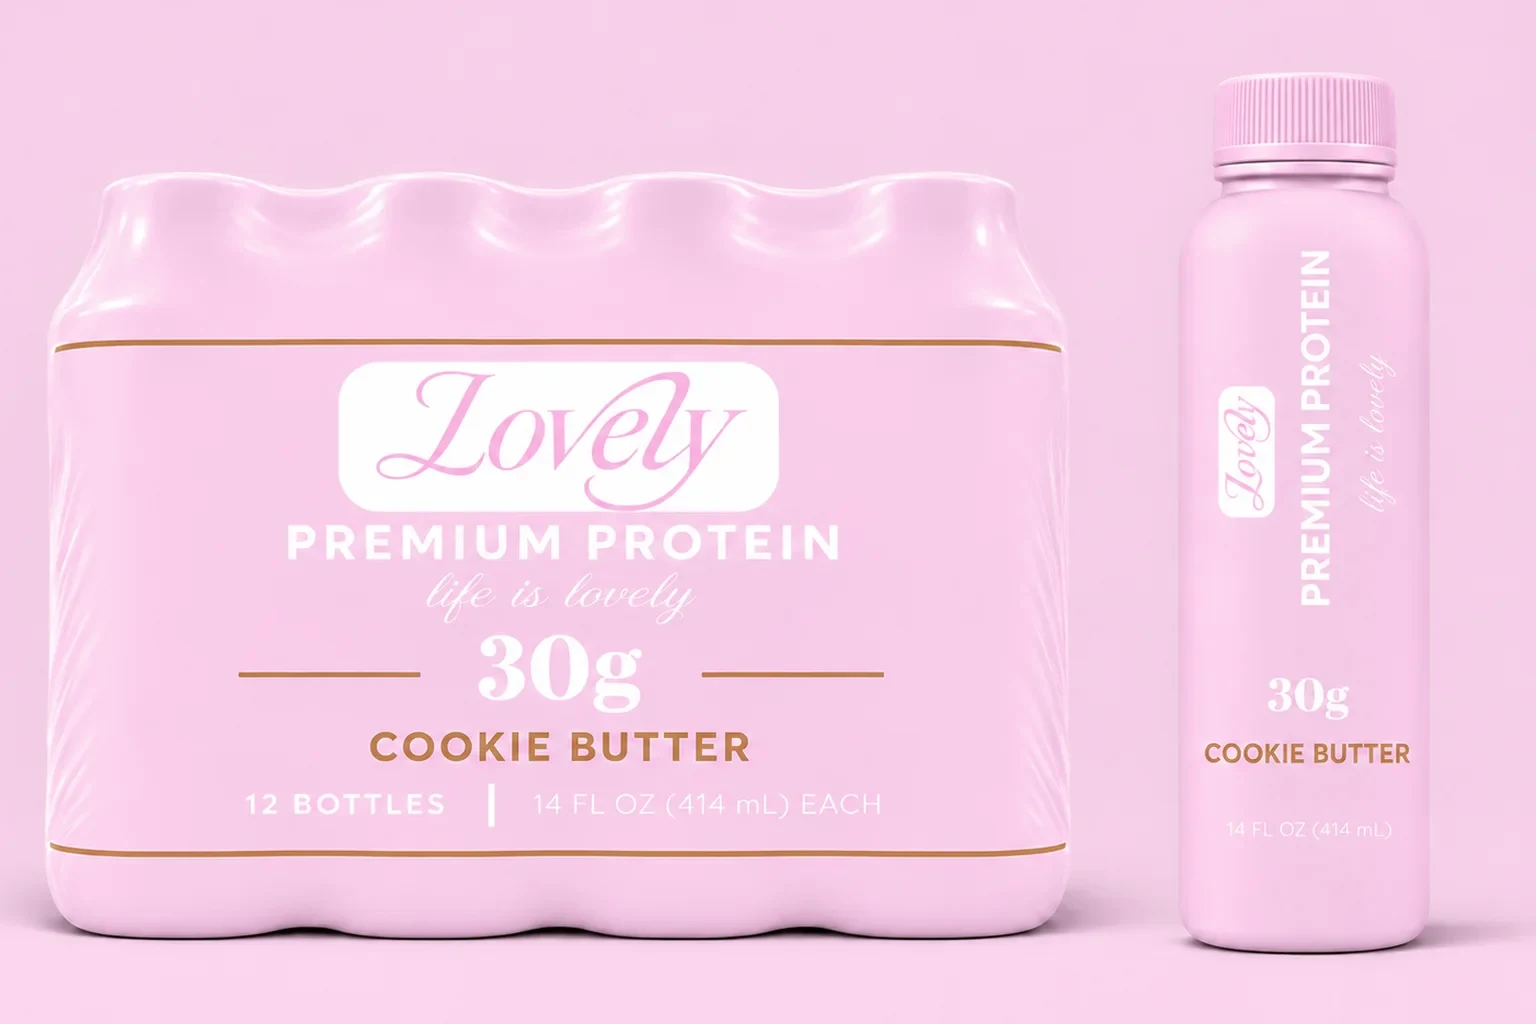 Lovely
PREMIUM PROTEIN
life is lovely
30g
COOKIE BUTTER
12 BOTTLES | 14 FL OZ (414 mL) EACH
Lovely
PREMIUM PROTEIN
life is lovely
30g
COOKIE BUTTER
14 FL OZ (414 mL)